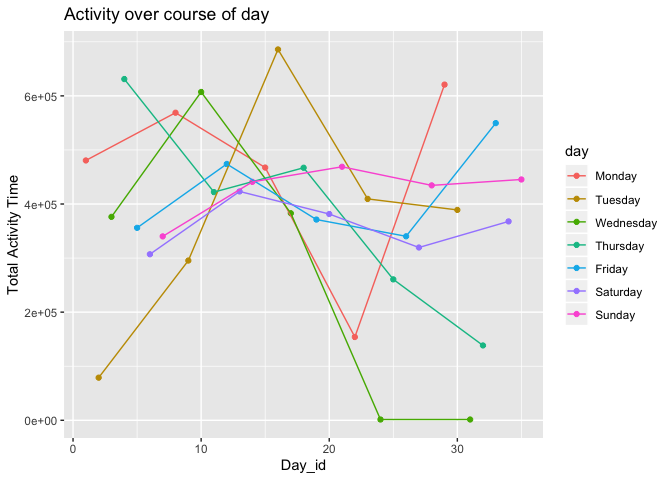 Activity over course of day
Total Activity Time
6e+05
4e+05
2e+05
0e+00
0
10
20
30
Day_id
day
Monday
Tuesday
Wednesday
Thursday
Friday
Saturday
Sunday